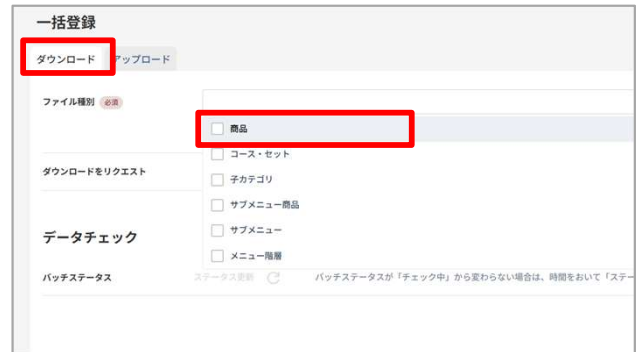 一括登録
ダウンロード アップロード
ファイル種別 必須
商品
コース・セット
ダウンロードをリクエスト
子カテゴリ
サブメニュー商品
サブメニュー
データチェック
メニュー階層
バッチステータス ステータス更新 バッチステータスが「チェック中」から変わらない場合は、時間をおいて「ステー